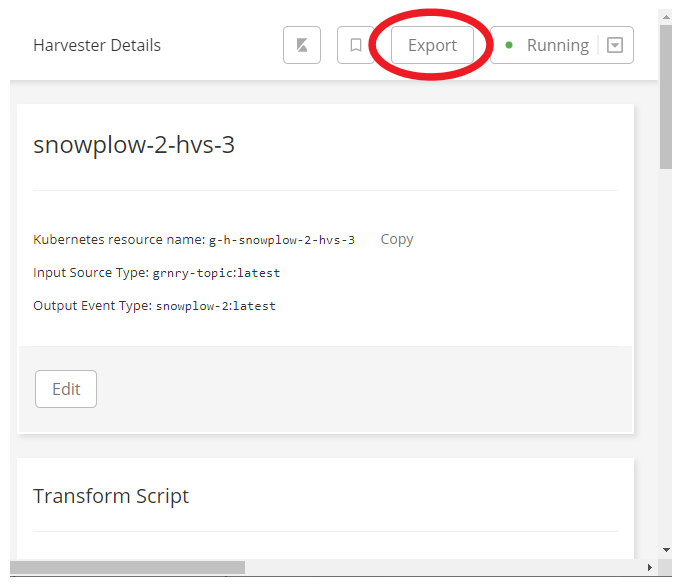 Harvester Details
Export
Running
snowplow-2-hvs-3
Kubernetes resource name: g-h-snowplow-2-hvs-3 Copy
Input Source Type: grnry-topic:latest
Output Event Type: snowplow-2:latest
Edit
Transform Script